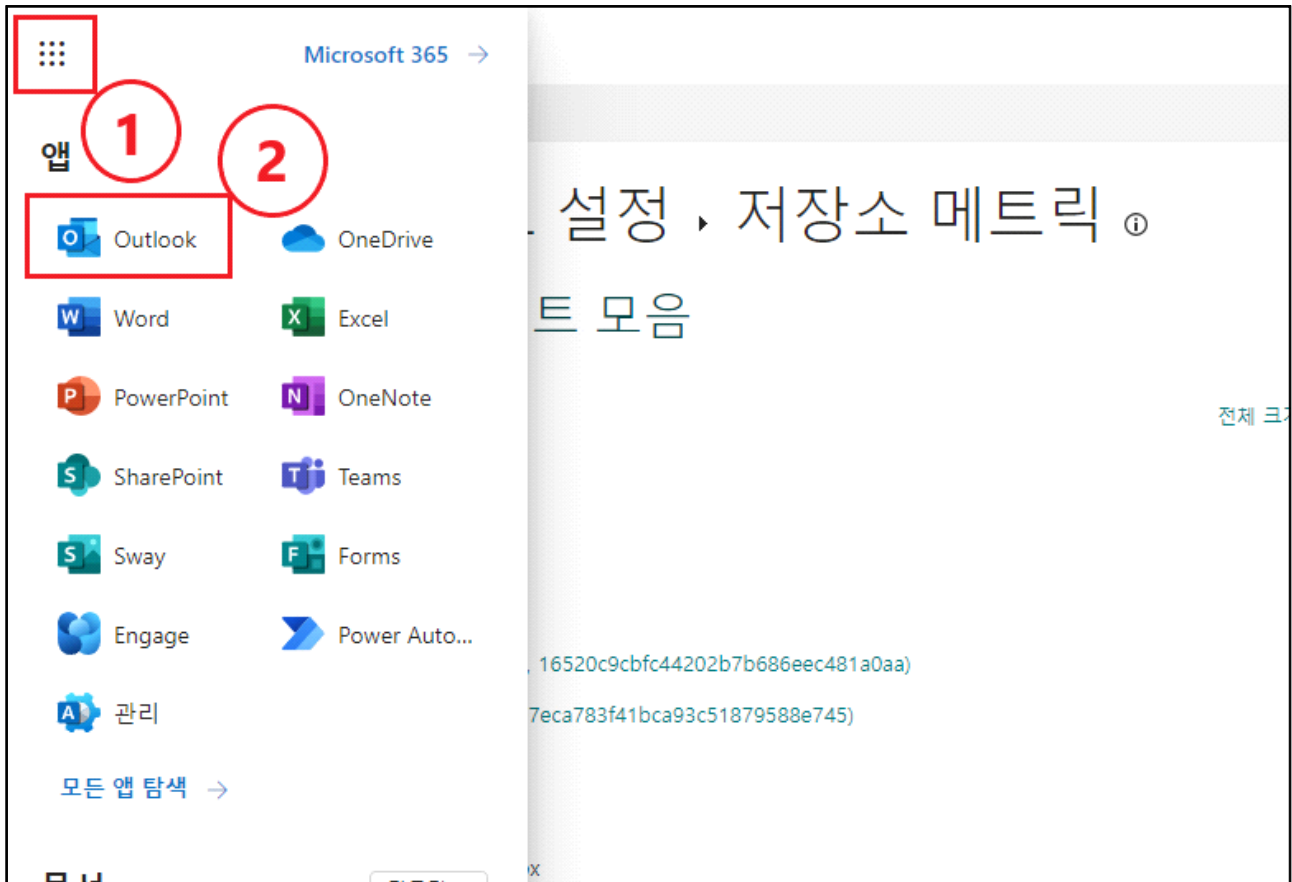 Microsoft 365 →
1
2
앱
Outlook
OneDrive
Word
Excel
PowerPoint
OneNote
SharePoint
Teams
Sway
Forms
Engage
Power Auto...
관리
모든 앱 탐색 →
설정 ▸ 저장소 메트릭
트 모음
전체
, 16520c9cbfc44202b7b686eec481a0aa)
7eca783f41bca93c51879588e745)